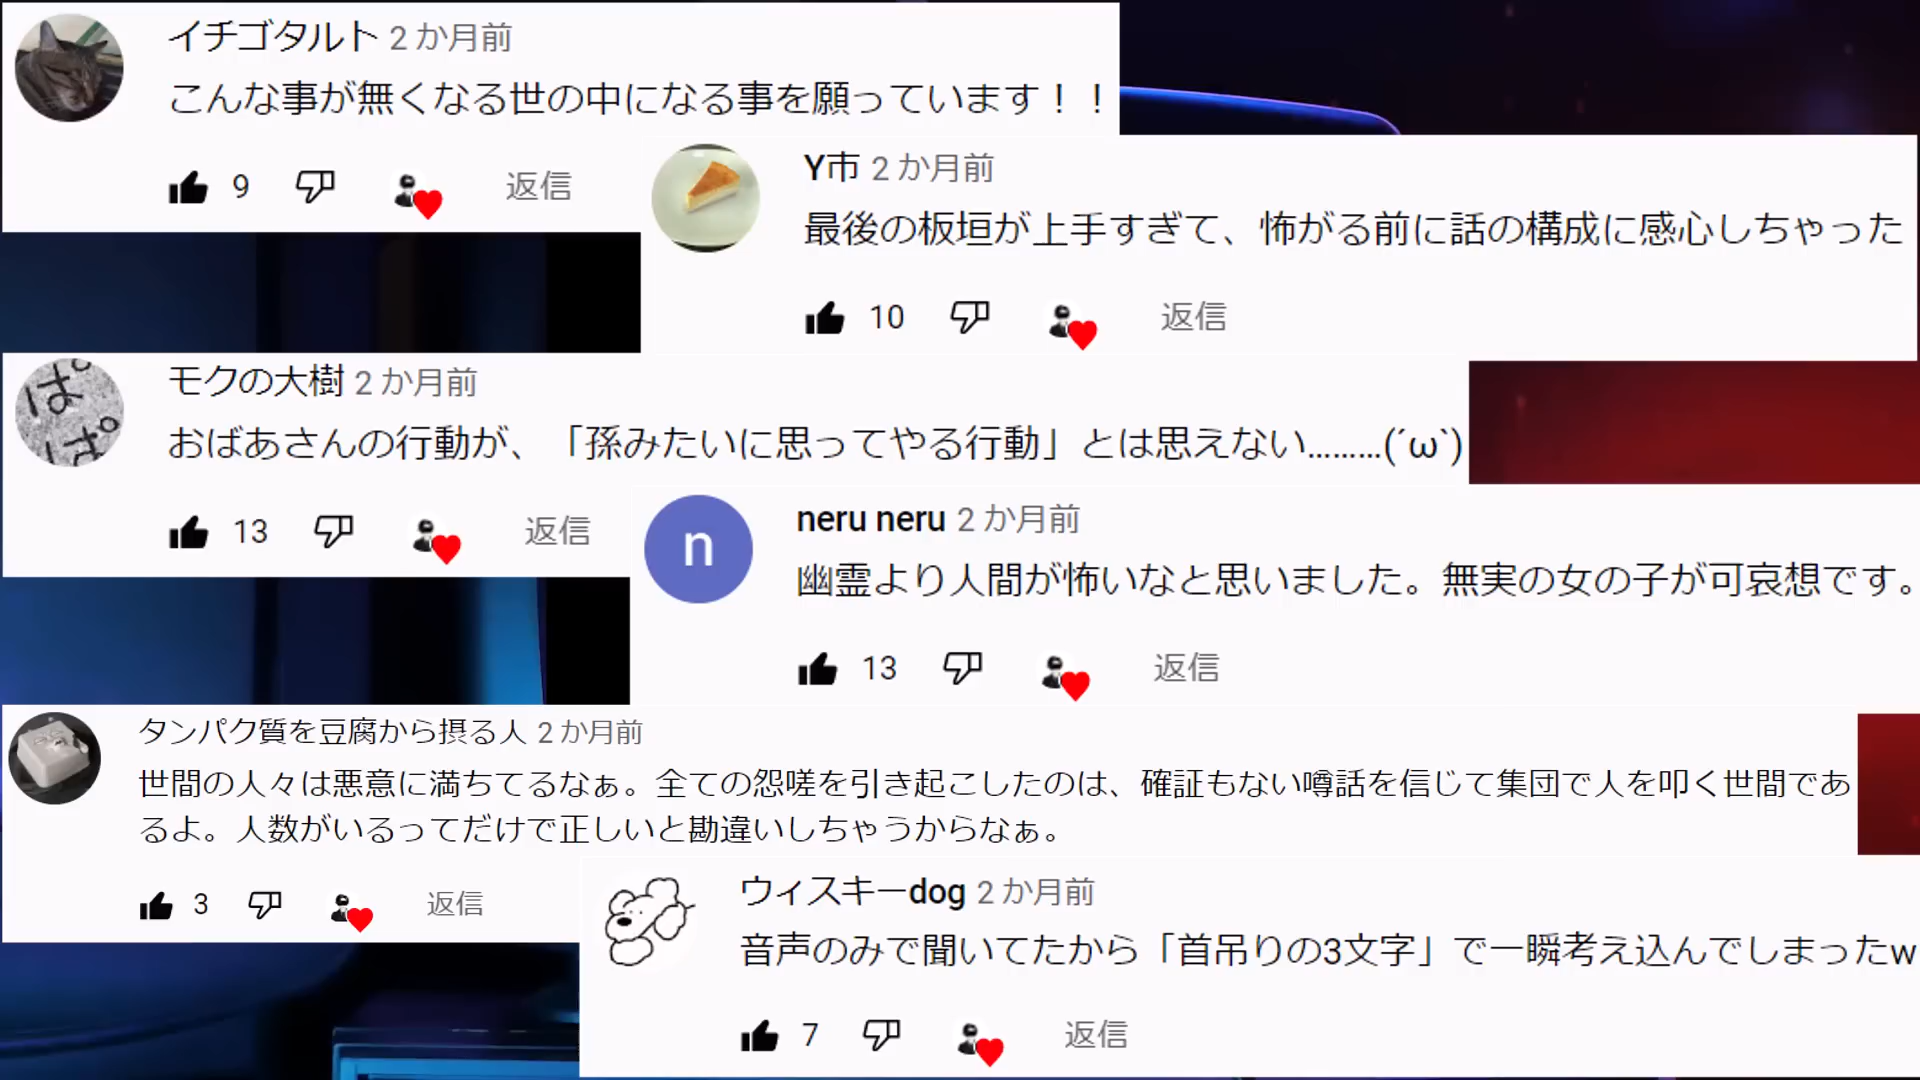 イチゴタルト 2 か月前
こんな事が無くなる世の中になる事を願っています！！
9 返信
Y市 2 か月前
最後の板垣が上手すぎて、怖がる前に話の構成に感心しちゃった
10 返信
ぱ
ぱ
モクの大樹 2 か月前
おばあさんの行動が、「孫みたいに思ってやる行動」とは思えない………(´ω`)
13 返信
n
neru neru 2 か月前
幽霊より人間が怖いなと思いました。無実の女の子が可哀想です。
13 返信
タンパク質を豆腐から摂る人 2 か月前
世間の人々は悪意に満ちてるなぁ。全ての怨嗟を引き起こしたのは、確証もない噂話を信じて集団で人を叩く世間であ
るよ。人数がいるってだけで正しいと勘違いしちゃうからなぁ。
3 返信
ウィスキーdog 2 か月前
音声のみで聞いてたから「首吊りの3文字」で一瞬考え込んでしまったw
7 返信